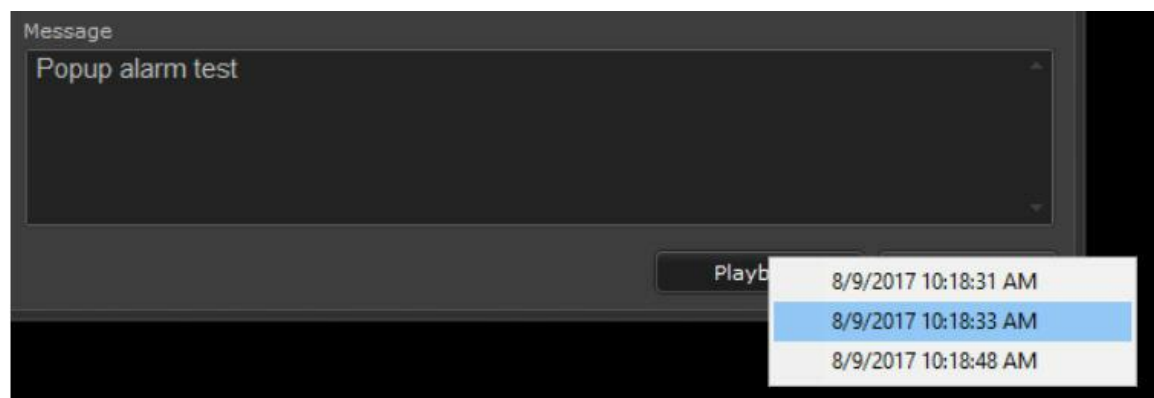 Message
Popup alarm test
Playb
8/9/2017 10:18:31 AM
8/9/2017 10:18:33 AM
8/9/2017 10:18:48 AM